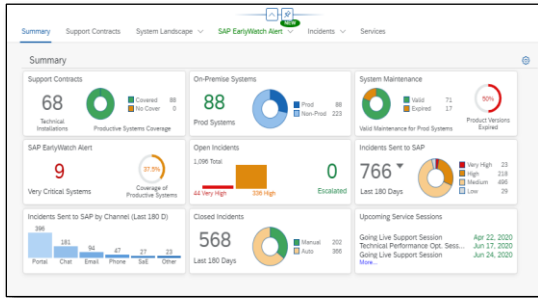 NEW
Summary Support Contracts System Landscape SAP EarlyWatch Alert Incidents Services
Summary
Support Contracts
68
Technical
Installations
Covered 88
No Cover 0
Productive Systems Coverage
On-Premise Systems
88
Prod Systems
Prod 88
Non-Prod 223
System Maintenance
Valid 71
Expired 17
Valid Maintenance for Prod Systems
50%
Product Versions
Expired
SAP EarlyWatch Alert
9
Very Critical Systems
37.5%
Coverage of
Productive Systems
Open Incidents
1,096 Total
44 Very High
336 High
0
Escalated
Incidents Sent to SAP
766
Last 180 Days
Very High 23
High 218
Medium 496
Low 29
Incidents Sent to SAP by Channel (Last 180 D)
396
181
94
47
27
23
Portal Chat Email Phone SaE Other
Closed Incidents
568
Last 180 Days
Manual 202
Auto 366
Upcoming Service Sessions
Going Live Support Session Apr 22, 2020
Technical Performance Opt. Sess... Jun 17, 2020
Going Live Support Session Jun 24, 2020
More...